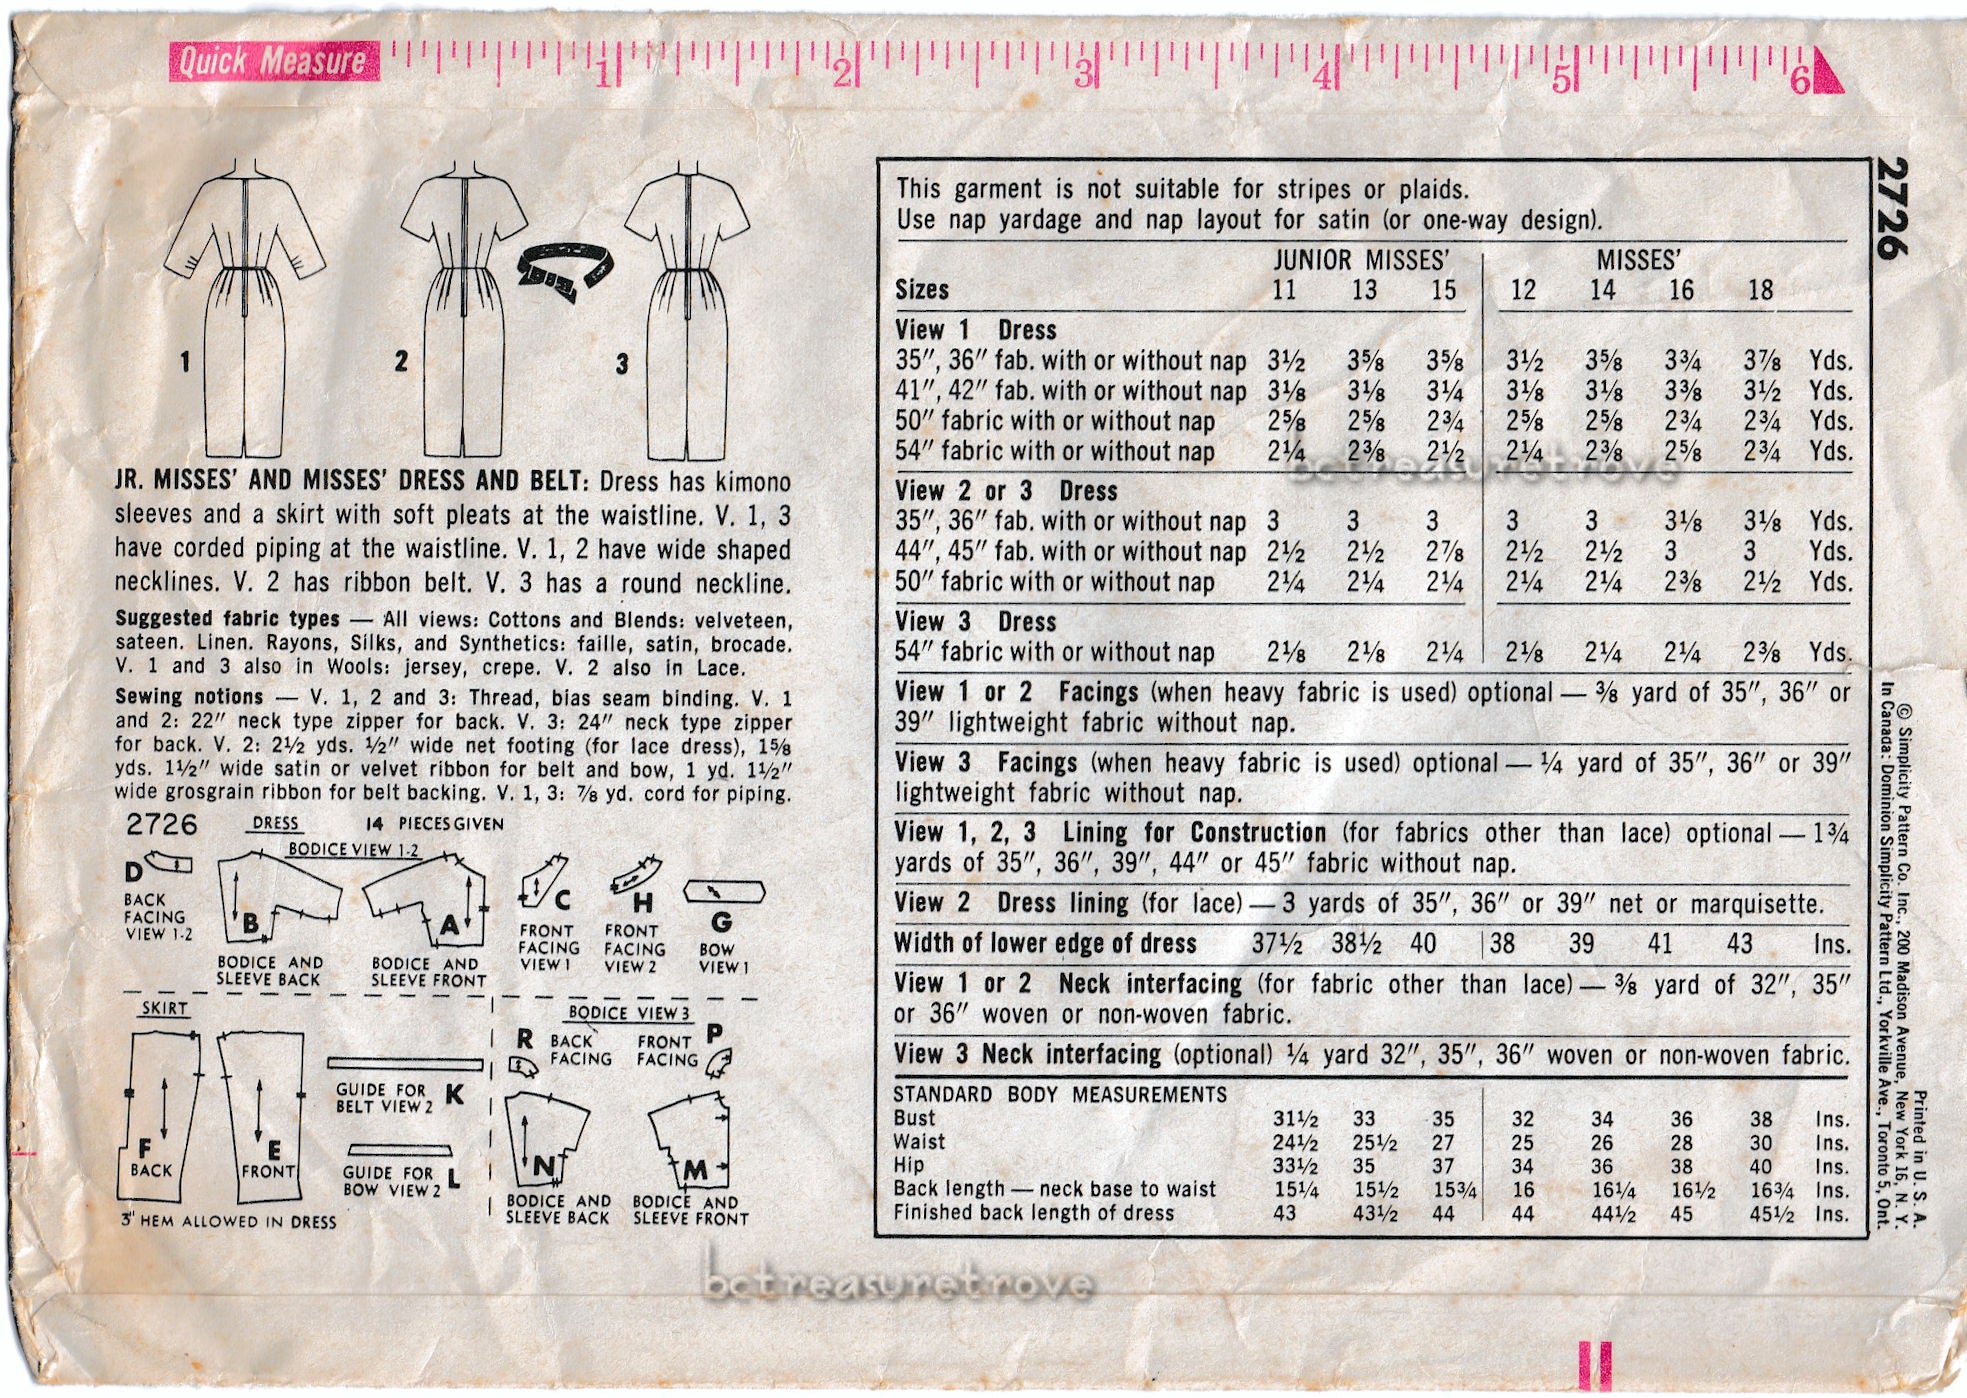 Quick Measure 1 2 3 4 5 6
1
2
3
JR. MISSES' AND MISSES' DRESS AND BELT: Dress has kimono
sleeves and a skirt with soft pleats at the waistline. V. 1, 3
have corded piping at the waistline. V. 1, 2 have wide shaped
necklines. V. 2 has ribbon belt. V. 3 has a round neckline.
Suggested fabric types — All views: Cottons and Blends: velveteen,
sateen. Linen. Rayons, Silks, and Synthetics: faille, satin, brocade.
V. 1 and 3 also in Wools: jersey, crepe. V. 2 also in Lace.
Sewing notions — V. 1, 2 and 3: Thread, bias seam binding. V. 1
and 2: 22" neck type zipper for back. V. 3: 24" neck type zipper
for back. V. 2: 2½ yds. ½" wide net footing (for lace dress), 1⅝
yds. 1½" wide satin or velvet ribbon for belt and bow, 1 yd. 1½"
wide grosgrain ribbon for belt backing. V. 1, 3: ⅞ yd. cord for piping.
2726 DRESS 14 PIECES GIVEN
BODICE VIEW 1-2
D
BACK
FACING
VIEW 1-2
B
BODICE AND
SLEEVE BACK
A
BODICE AND
SLEEVE FRONT
C
FRONT
FACING
VIEW 1
H
FRONT
FACING
VIEW 2
G
BOW
VIEW 1
SKIRT
F
BACK
E
FRONT
GUIDE FOR
BELT VIEW 2
K
GUIDE FOR
BOW VIEW 2
L
3" HEM ALLOWED IN DRESS
BODICE VIEW 3
R
BACK
FACING
FRONT
FACING
P
N
BODICE AND
SLEEVE BACK
M
BODICE AND
SLEEVE FRONT
This garment is not suitable for stripes or plaids.
Use nap yardage and nap layout for satin (or one-way design).
JUNIOR MISSES' MISSES'
Sizes 11 13 15 12 14 16 18
View 1 Dress
35", 36" fab. with or without nap 3½ 3⅝ 3⅝ 3½ 3⅝ 3¾ 3⅞ Yds.
41", 42" fab. with or without nap 3⅛ 3⅛ 3¼ 3⅛ 3⅛ 3⅜ 3½ Yds.
50" fabric with or without nap 2⅝ 2⅝ 2¾ 2⅝ 2⅝ 2¾ 2¾ Yds.
54" fabric with or without nap 2¼ 2⅜ 2½ 2¼ 2⅜ 2⅝ 2¾ Yds.
bctreasuretrove
View 2 or 3 Dress
35", 36" fab. with or without nap 3 3 3 3 3 3⅛ 3⅛ Yds.
44", 45" fab. with or without nap 2½ 2½ 2⅞ 2½ 2½ 3 3 Yds.
50" fabric with or without nap 2¼ 2¼ 2¼ 2¼ 2¼ 2⅜ 2½ Yds.
View 3 Dress
54" fabric with or without nap 2⅛ 2⅛ 2¼ 2⅛ 2¼ 2¼ 2⅜ Yds.
View 1 or 2 Facings (when heavy fabric is used) optional — ⅜ yard of 35", 36" or
39" lightweight fabric without nap.
View 3 Facings (when heavy fabric is used) optional — ¼ yard of 35", 36" or 39"
lightweight fabric without nap.
View 1, 2, 3 Lining for Construction (for fabrics other than lace) optional — 1¾
yards of 35", 36", 39", 44" or 45" fabric without nap.
View 2 Dress lining (for lace) — 3 yards of 35", 36" or 39" net or marquisette.
Width of lower edge of dress 37½ 38½ 40 38 39 41 43 Ins.
View 1 or 2 Neck interfacing (for fabric other than lace) — ⅜ yard of 32", 35"
or 36" woven or non-woven fabric.
View 3 Neck interfacing (optional) ¼ yard 32", 35", 36" woven or non-woven fabric.
STANDARD BODY MEASUREMENTS
Bust 31½ 33 35 32 34 36 38 Ins.
Waist 24½ 25½ 27 25 26 28 30 Ins.
Hip 33½ 35 37 34 36 38 40 Ins.
Back length — neck base to waist 15¼ 15½ 15¾ 16 16¼ 16½ 16¾ Ins.
Finished back length of dress 43 43½ 44 44 44½ 45 45½ Ins.
2726
© Simplicity Pattern Co. Inc., 200 Madison Avenue, New York 16, N. Y.
In Canada: Dominion Simplicity Pattern Ltd., Yorkville Ave., Toronto 5, Ont.
Printed in U. S. A.
bctreasuretrove